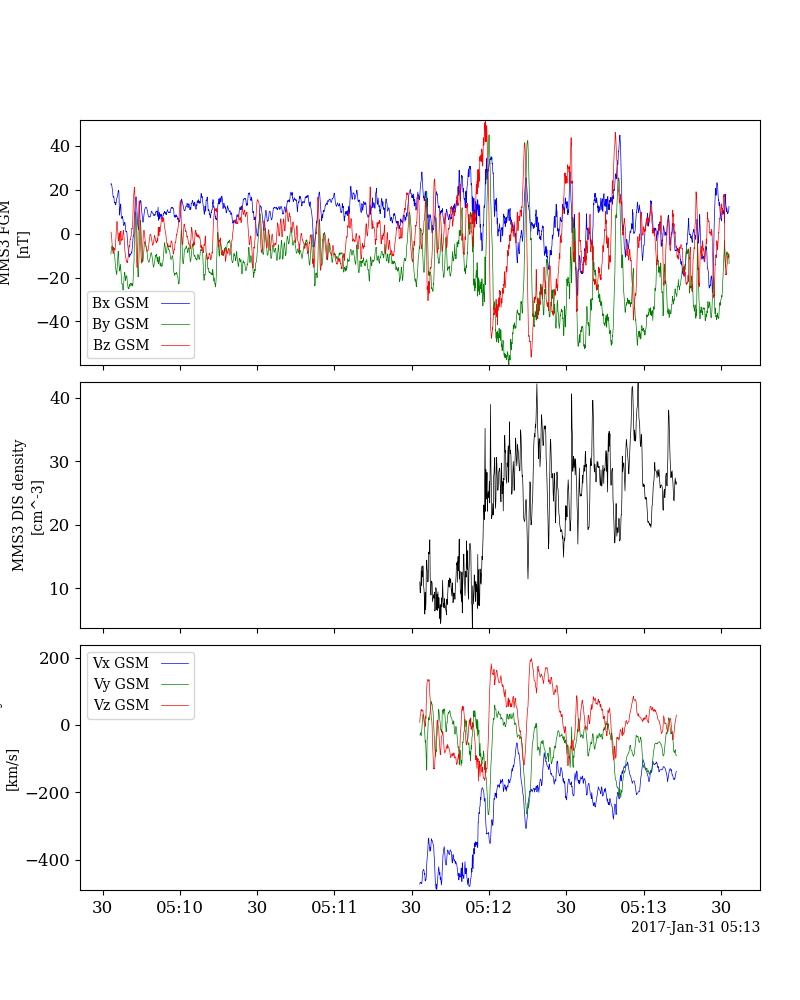 MMS3 FGM
[nT]
40
20
0
−20
−40
Bx GSM
By GSM
Bz GSM
MMS3 DIS density
[cm^-3]
40
30
20
10
[km/s]
200
0
−200
−400
Vx GSM
Vy GSM
Vz GSM
30 05:10 30 05:11 30 05:12 30 05:13 30
2017-Jan-31 05:13